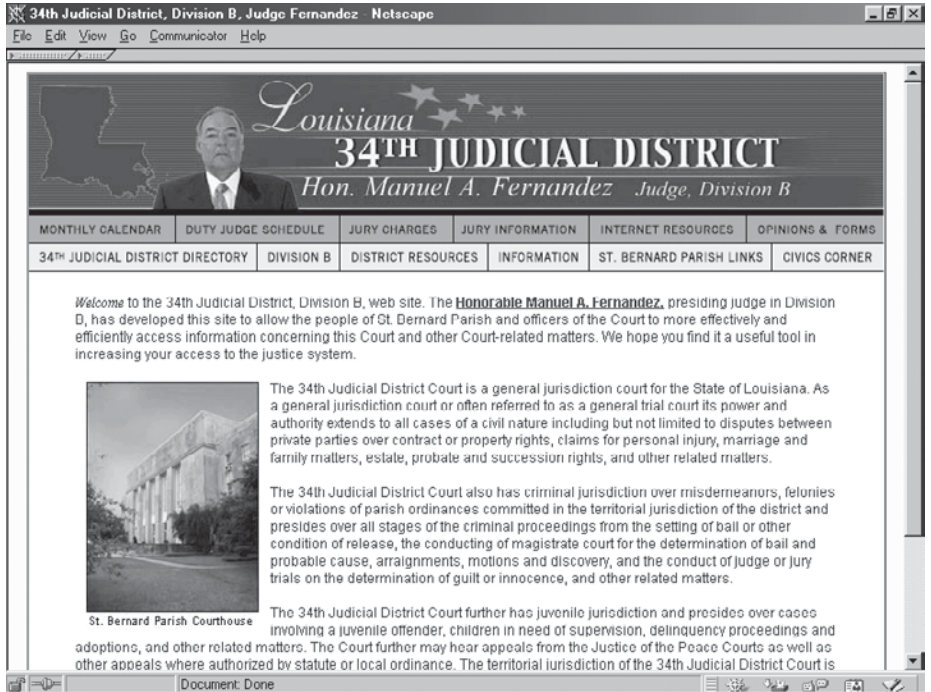 34th Judicial District, Division B, Judge Fernandez - Netscape
File Edit View Go Communicator Help
Louisiana
34TH JUDICIAL DISTRICT
Hon. Manuel A. Fernandez Judge, Division B
MONTHLY CALENDAR DUTY JUDGE SCHEDULE JURY CHARGES JURY INFORMATION INTERNET RESOURCES OPINIONS & FORMS
34TH JUDICIAL DISTRICT DIRECTORY DIVISION B DISTRICT RESOURCES INFORMATION ST. BERNARD PARISH LINKS CIVICS CORNER
Welcome to the 34th Judicial District, Division B, web site. The Honorable Manuel A. Fernandez, presiding judge in Division
B, has developed this site to allow the people of St. Bernard Parish and officers of the Court to more effectively and
efficiently access information concerning this Court and other Court-related matters. We hope you find it a useful tool in
increasing your access to the justice system.
The 34th Judicial District Court is a general jurisdiction court for the State of Louisiana. As
a general jurisdiction court or often referred to as a general trial court its power and
authority extends to all cases of a civil nature including but not limited to disputes between
private parties over contract or property rights, claims for personal injury, marriage and
family matters, estate, probate and succession rights, and other related matters.
The 34th Judicial District Court also has criminal jurisdiction over misdemeanors, felonies
or violations of parish ordinances committed in the territorial jurisdiction of the district and
presides over all stages of the criminal proceedings from the setting of bail or other
condition of release, the conducting of magistrate court for the determination of bail and
probable cause, arraignments, motions and discovery, and the conduct of judge or jury
trials on the determination of guilt or innocence, and other related matters.
St. Bernard Parish Courthouse
The 34th Judicial District Court further has juvenile jurisdiction and presides over cases
involving a juvenile offender, children in need of supervision, delinquency proceedings and
adoptions, and other related matters. The Court further may hear appeals from the Justice of the Peace Courts as well as
other appeals where authorized by statute or local ordinance. The territorial jurisdiction of the 34th Judicial District Court is
Document: Done